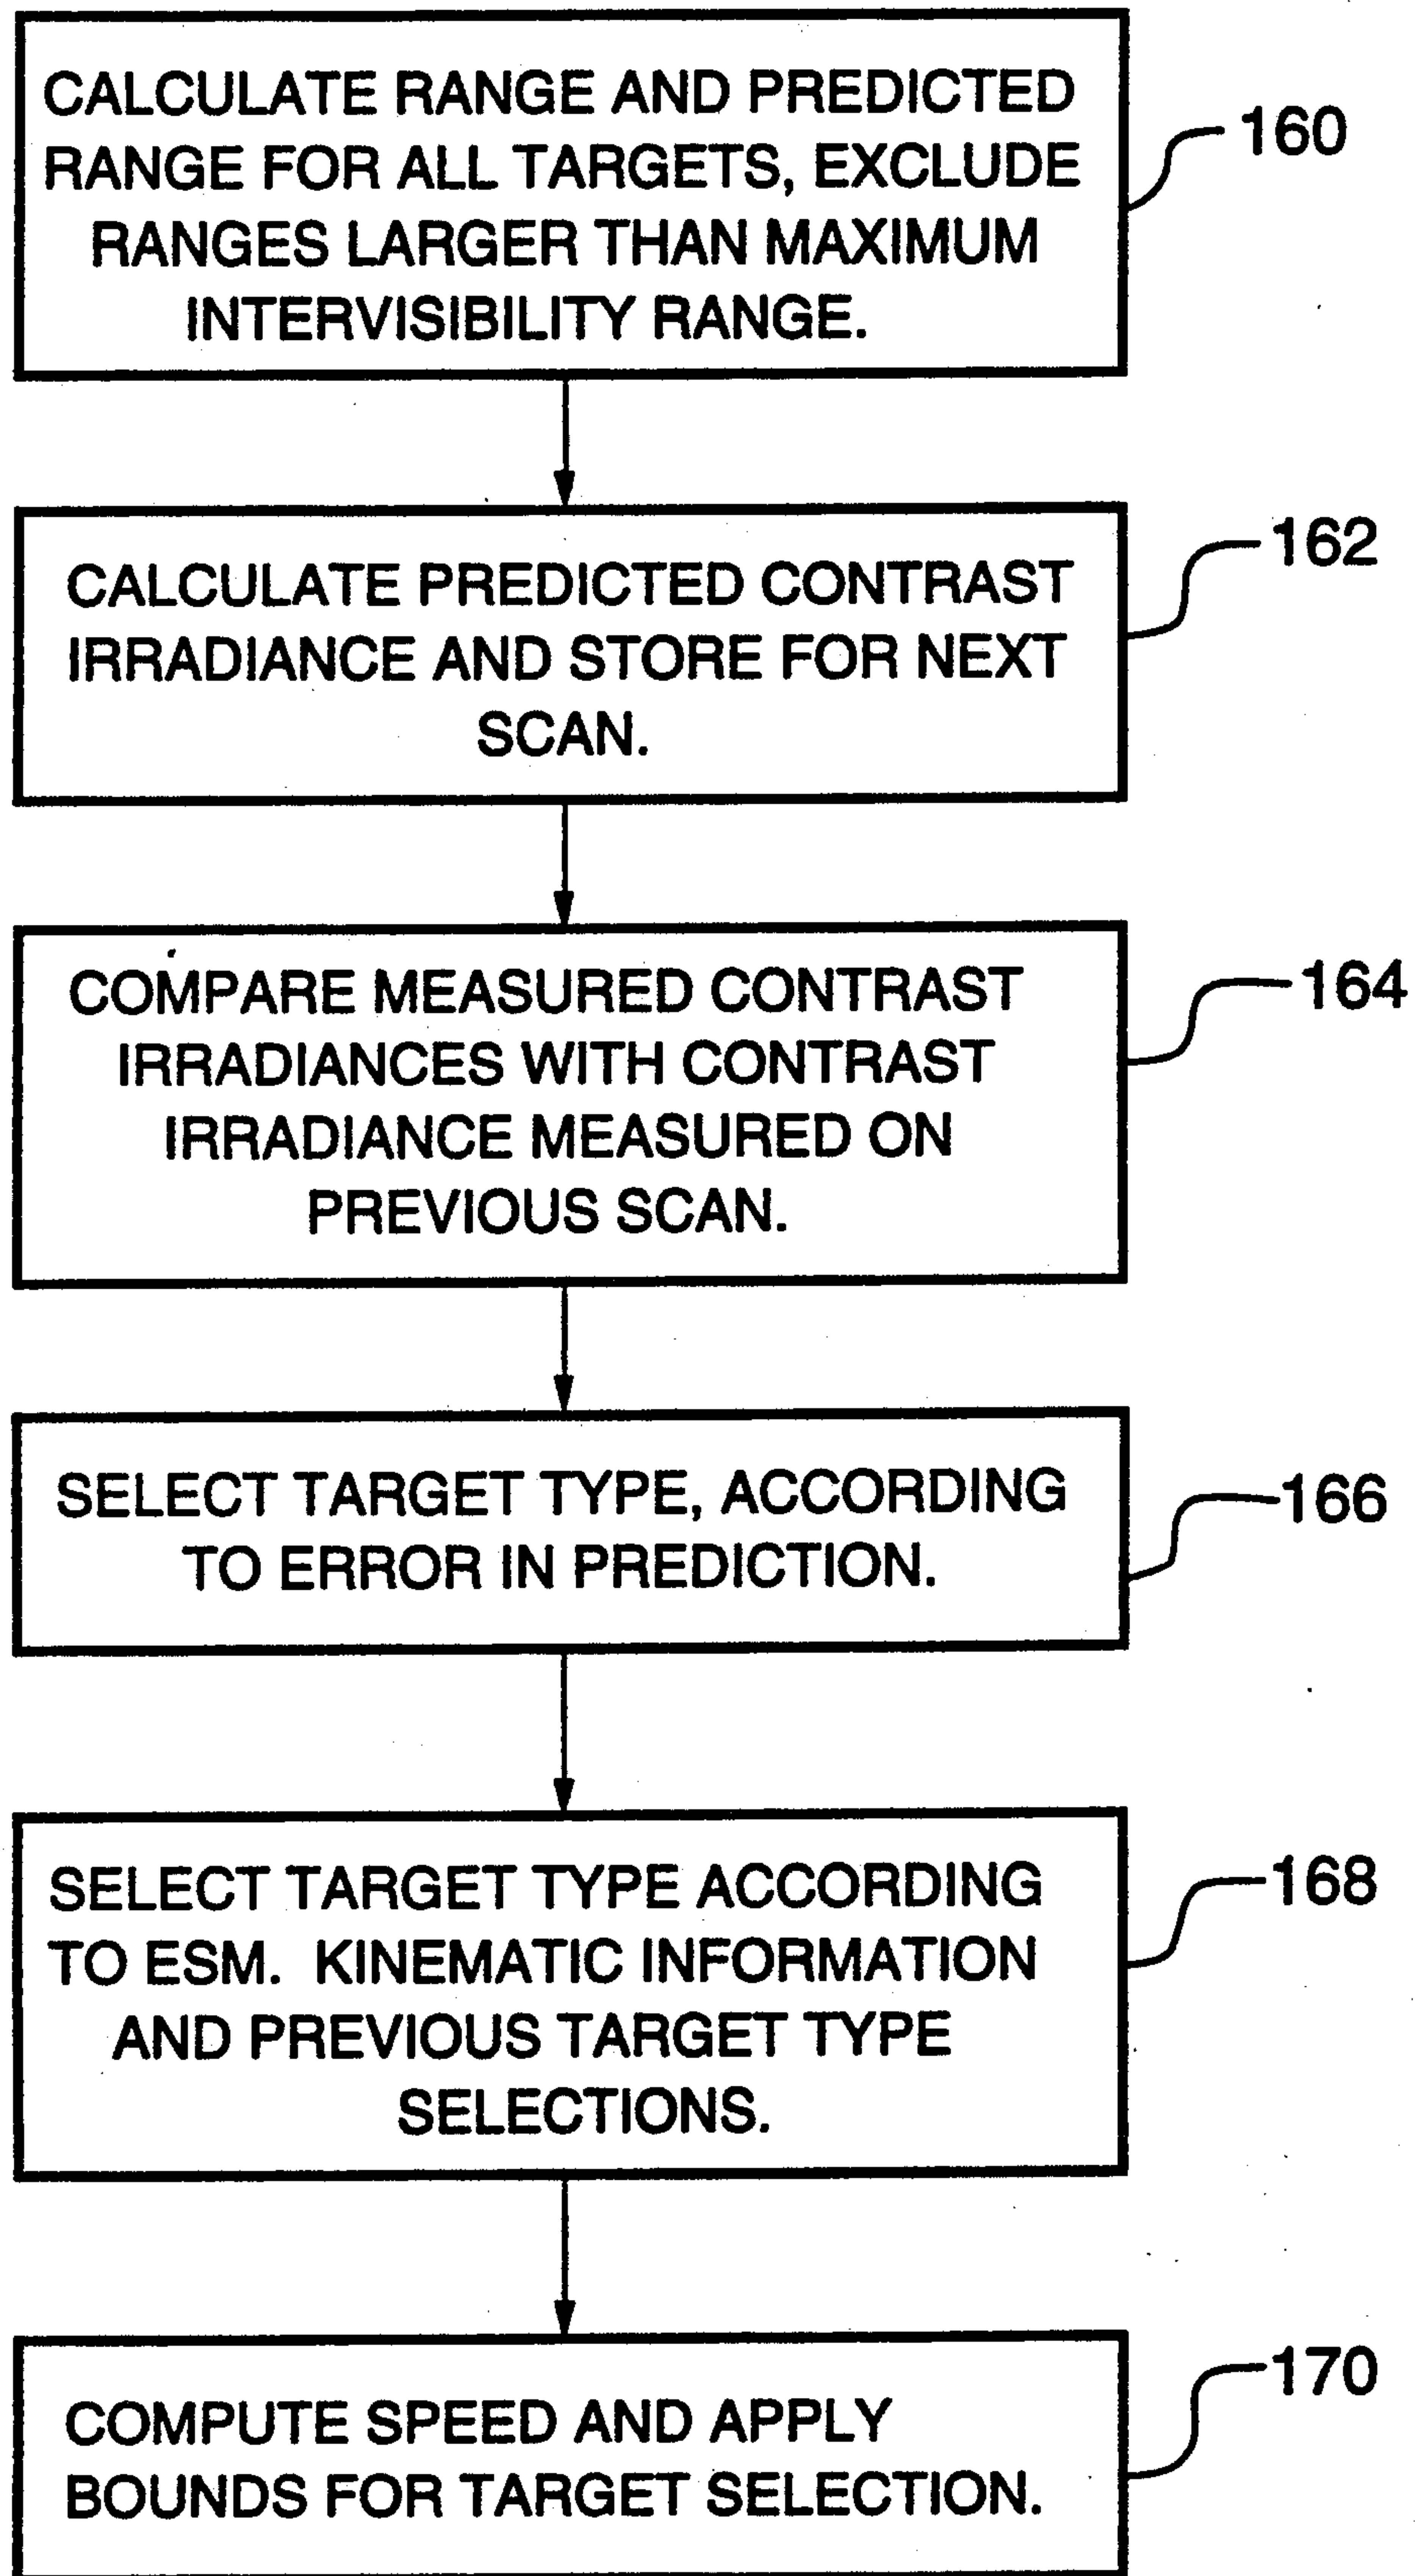 CALCULATE RANGE AND PREDICTED
RANGE FOR ALL TARGETS, EXCLUDE
RANGES LARGER THAN MAXIMUM
INTERVISIBILITY RANGE.
160
CALCULATE PREDICTED CONTRAST
IRRADIANCE AND STORE FOR NEXT
SCAN.
162
COMPARE MEASURED CONTRAST
IRRADIANCES WITH CONTRAST
IRRADIANCE MEASURED ON
PREVIOUS SCAN.
164
SELECT TARGET TYPE, ACCORDING
TO ERROR IN PREDICTION.
166
SELECT TARGET TYPE ACCORDING
TO ESM. KINEMATIC INFORMATION
AND PREVIOUS TARGET TYPE
SELECTIONS.
168
COMPUTE SPEED AND APPLY
BOUNDS FOR TARGET SELECTION.
170